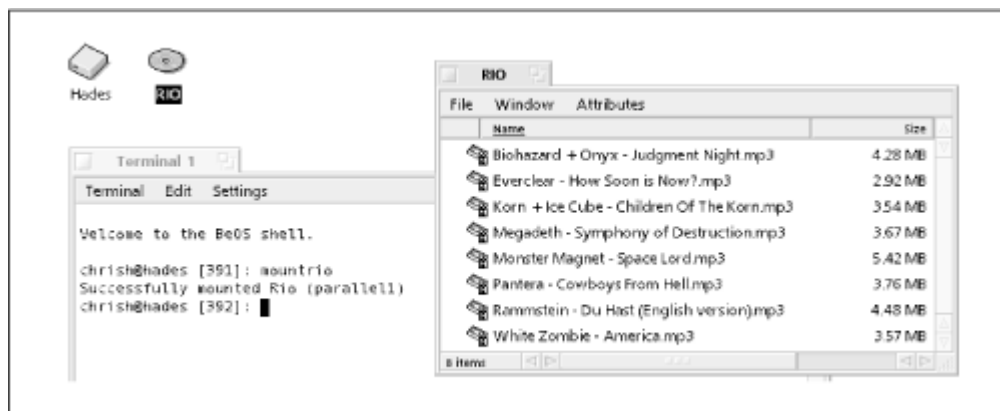 Hades
RIO
Terminal 1
Terminal Edit Settings
Welcome to the BeOS shell.
chrish@hades [391]: mountrio
Successfully mounted Rio (parallel1)
chrish@hades [392]:
RIO
File Window Attributes
Name Size
Biohazard + Onyx - Judgment Night.mp3 4.28 MB
Everclear - How Soon is Now?.mp3 2.92 MB
Korn + Ice Cube - Children Of The Korn.mp3 3.54 MB
Megadeth - Symphony of Destruction.mp3 3.67 MB
Monster Magnet - Space Lord.mp3 5.42 MB
Pantera - Cowboys From Hell.mp3 3.76 MB
Rammstein - Du Hast (English version).mp3 4.48 MB
White Zombie - America.mp3 3.57 MB
8 items